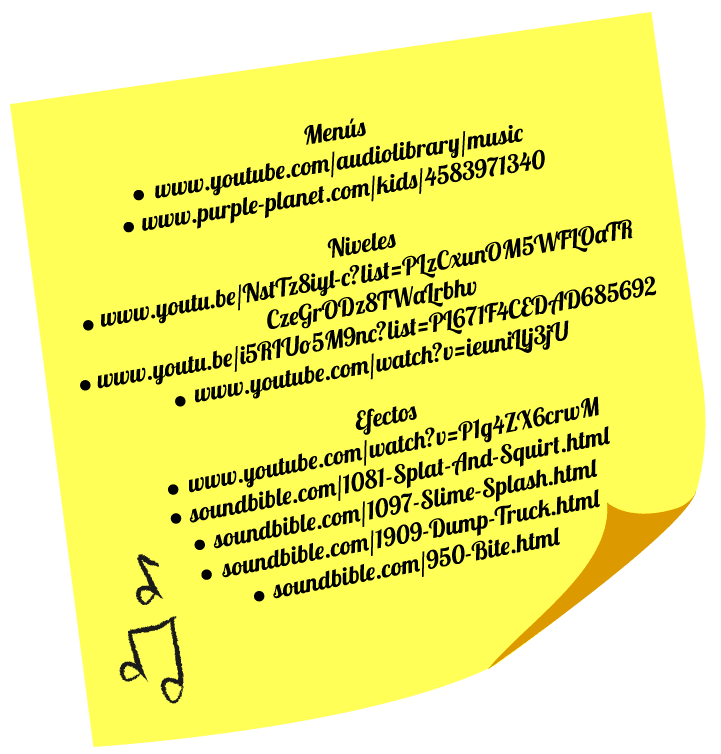 Menús
• www.youtube.com/audiolibrary/music
• www.purple-planet.com/kids/4583971340
Niveles
• www.youtu.be/NstTz8iyl-c?list=PLzCxunOM5WFLOaTR
CzeGrODz8TWaLrbhv
• www.youtu.be/i5RIUo5M9nc?list=PL671F4CEDAD685692
• www.youtube.com/watch?v=ieuniLlj3jU
Efectos
• www.youtube.com/watch?v=P1g4ZX6crwM
• soundbible.com/1081-Splat-And-Squirt.html
• soundbible.com/1097-Slime-Splash.html
• soundbible.com/1909-Dump-Truck.html
• soundbible.com/950-Bite.html